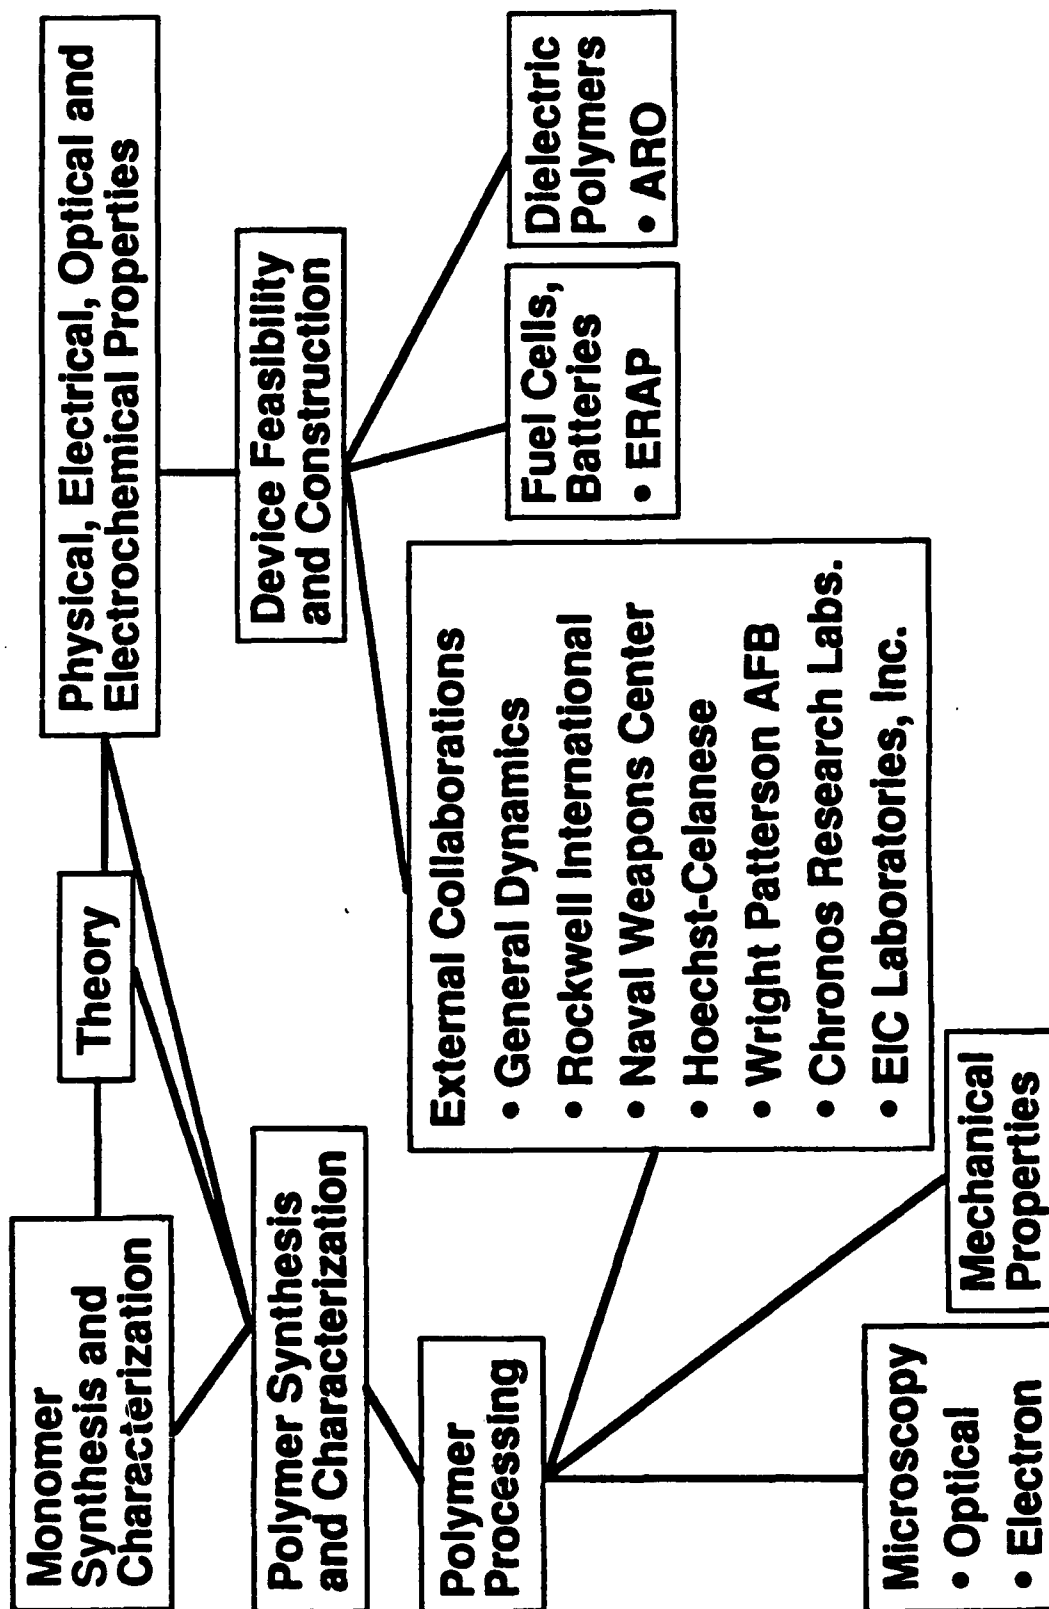 Monomer
Synthesis and
Characterization
Theory
Physical, Electrical, Optical and
Electrochemical Properties
Polymer Synthesis
and Characterization
Device Feasibility
and Construction
Polymer
Processing
External Collaborations
• General Dynamics
• Rockwell International
• Naval Weapons Center
• Hoechst-Celanese
• Wright Patterson AFB
• Chronos Research Labs.
• EIC Laboratories, Inc.
Fuel Cells,
Batteries
• ERAP
Dielectric
Polymers
• ARO
Microscopy
• Optical
• Electron
Mechanical
Properties